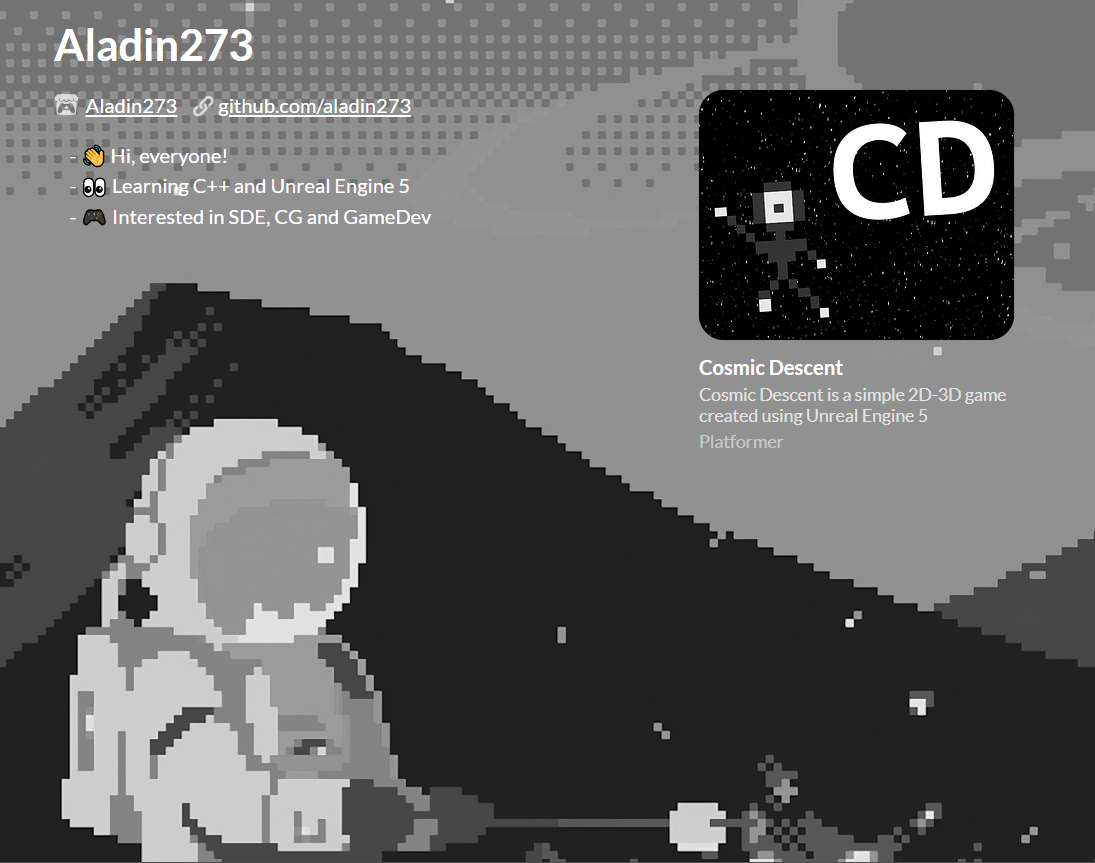 Aladin273
Aladin273 github.com/aladin273
- 👋 Hi, everyone!
- 👀 Learning C++ and Unreal Engine 5
- 🎮 Interested in SDE, CG and GameDev
CD
Cosmic Descent
Cosmic Descent is a simple 2D-3D game
created using Unreal Engine 5
Platformer